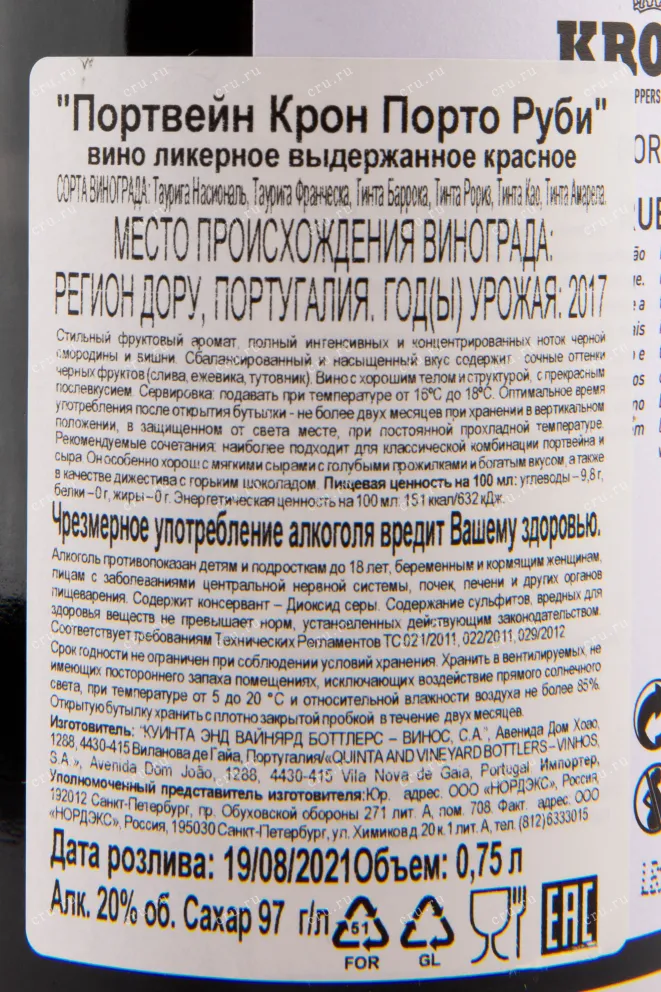 KRO
PPERS
"Портвейн Крон Порто Руби"
вино ликерное выдержанное красное
СОРТА ВИНОГРАДА: Таурига Насиональ, Таурига Франческа, Тинта Баррока, Тинта Рориз, Тинта Као, Тинта Амарела.
МЕСТО ПРОИСХОЖДЕНИЯ ВИНОГРАДА:
РЕГИОН ДОРУ, ПОРТУГАЛИЯ. ГОД(Ы) УРОЖАЯ: 2017
Стильный фруктовый аромат, полный интенсивных и концентрированных ноток черной
смородины и вишни. Сбалансированный и насыщенный вкус содержит сочные оттенки
черных фруктов (слива, ежевика, тутовник). Вино с хорошим телом и структурой, с прекрасным
послевкусием. Сервировка: подавать при температуре от 16°С до 18°С. Оптимальное время
употребления после открытия бутылки - не более двух месяцев при хранении в вертикальном
положении, в защищенном от света месте, при постоянной прохладной температуре.
Рекомендуемые сочетания: наиболее подходит для классической комбинации портвейна и
сыра. Он особенно хорош с мягкими сырами с голубыми прожилками и богатым вкусом, а также
в качестве дижестива с горьким шоколадом. Пищевая ценность на 100 мл: углеводы – 9,8 г,
белки – 0 г, жиры – 0 г. Энергетическая ценность на 100 мл: 151 ккал/632 кДж.
Чрезмерное употребление алкоголя вредит Вашему здоровью.
Алкоголь противопоказан детям и подросткам до 18 лет, беременным и кормящим женщинам,
лицам с заболеваниями центральной нервной системы, почек, печени и других органов
пищеварения. Содержит консервант – Диоксид серы. Содержание сульфитов, вредных для
здоровья веществ не превышает норм, установленных действующим законодательством.
Соответствует требованиям Технических Регламентов ТС 021/2011, 022/2011, 029/2012
Срок годности не ограничен при соблюдении условий хранения. Хранить в вентилируемых, не
имеющих постороннего запаха помещениях, исключающих воздействие прямого солнечного
света, при температуре от 5 до 20 °С и относительной влажности воздуха не более 85%.
Открытую бутылку хранить с плотно закрытой пробкой в течение двух месяцев.
Изготовитель: "КУИНТА ЭНД ВАЙНЯРД БОТТЛЕРС – ВИНОС, С.А.", Авенида Дом Хоао,
1288, 4430-415 Виланова де Гайа, Португалия/«QUINTA AND VINEYARD BOTTLERS –VINHOS,
S.A.», Avenida Dom João, 1288, 4430-415 Vila Nova de Gaia, Portugal Импортер,
Уполномоченный представитель изготовителя: Юр. адрес: ООО «НОРДЭКС», Россия,
192012 Санкт-Петербург, пр. Обуховской обороны 271 лит. А, пом. 708. Факт. адрес: ООО
«НОРДЭКС», Россия, 195030 Санкт-Петербург, ул. Химиков д. 20 к.1 лит. А, тел. (812) 6333015
Дата розлива: 19/08/2021 Объем: 0,75 л
Алк. 20% об. Сахар 97 г/л
51
FOR
GL
EAC